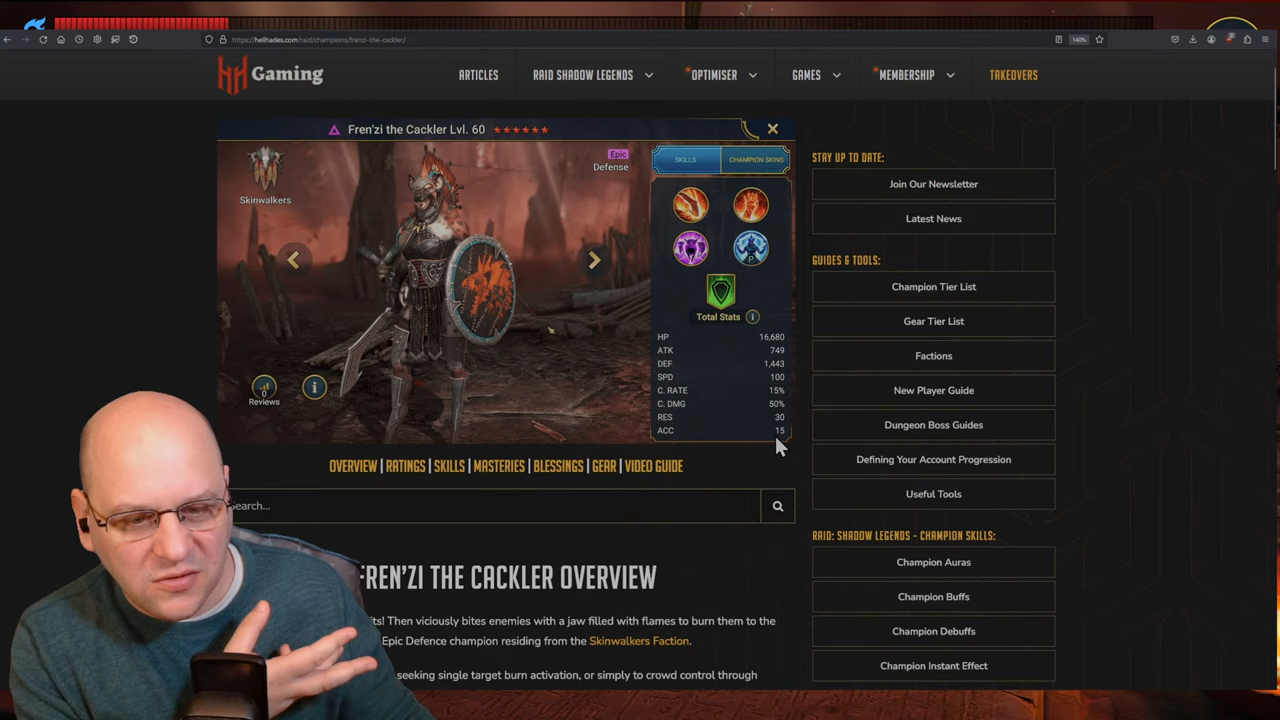 https://hellhades.com/raid/champions/frenzi-the-cackler/
140%
HH Gaming
ARTICLES
RAID SHADOW LEGENDS
OPTIMISER
GAMES
MEMBERSHIP
TAKEOVERS
Fren'zi the Cackler Lvl. 60
Epic
Defense
Skinwalkers
SKILLS
CHAMPION SKINS
P
Total Stats
HP 16,680
ATK 749
DEF 1,443
SPD 100
C. RATE 15%
C. DMG 50%
RES 30
ACC 15
0
Reviews
OVERVIEW | RATINGS | SKILLS | MASTERIES | BLESSINGS | GEAR | VIDEO GUIDE
Search...
FREN'ZI THE CACKLER OVERVIEW
its! Then viciously bites enemies with a jaw filled with flames to burn them to the
Epic Defence champion residing from the Skinwalkers Faction.
seeking single target burn activation, or simply to crowd control through
STAY UP TO DATE:
Join Our Newsletter
Latest News
GUIDES & TOOLS:
Champion Tier List
Gear Tier List
Factions
New Player Guide
Dungeon Boss Guides
Defining Your Account Progression
Useful Tools
RAID: SHADOW LEGENDS - CHAMPION SKILLS:
Champion Auras
Champion Buffs
Champion Debuffs
Champion Instant Effect